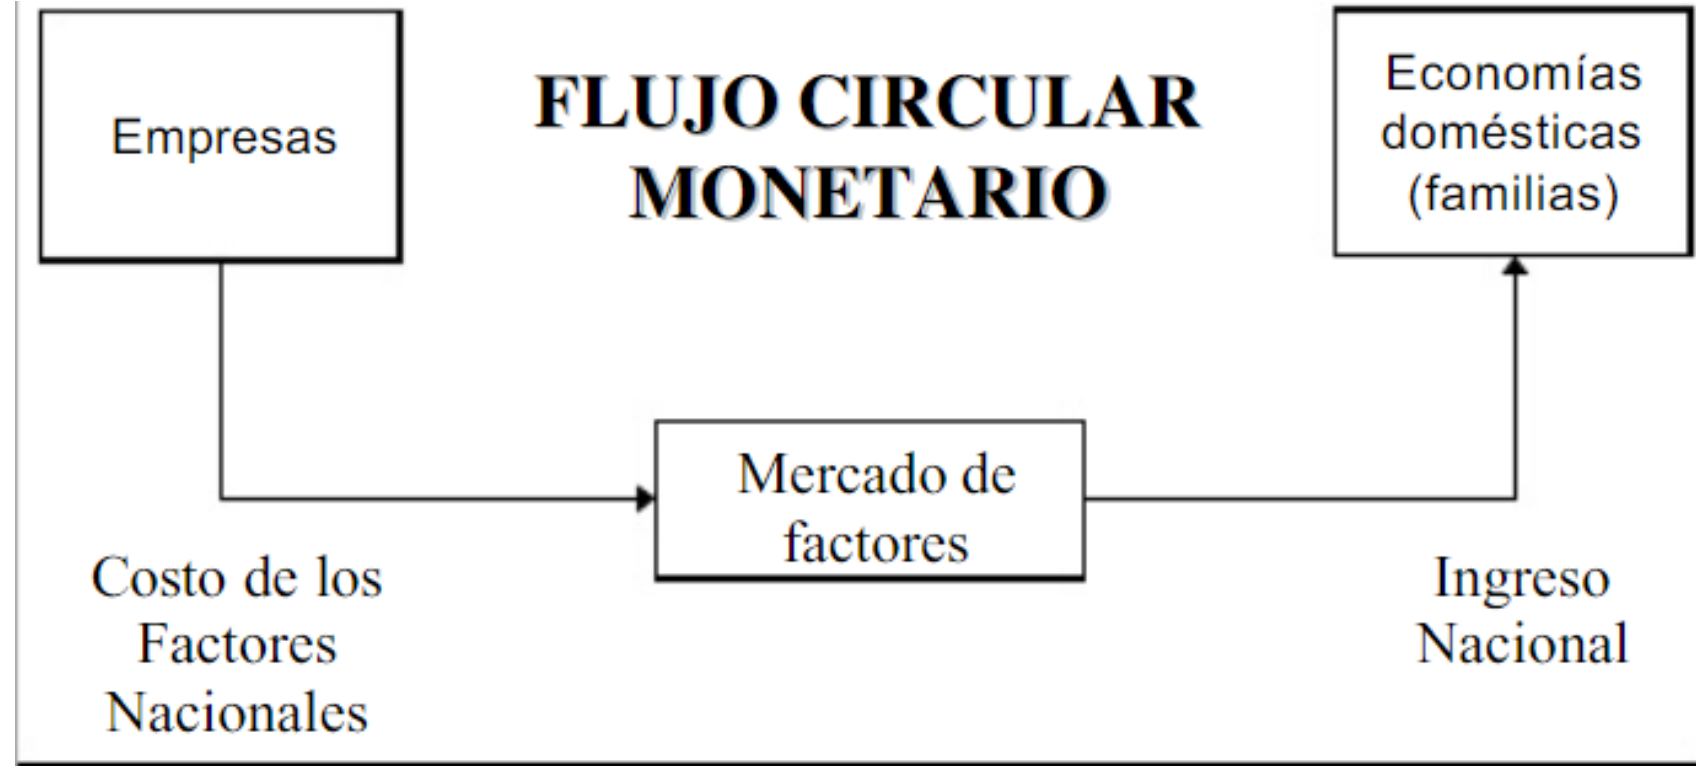 Empresas
FLUJO CIRCULAR
MONETARIO
Economías
domésticas
(familias)
Mercado de
factores
Costo de los
Factores
Nacionales
Ingreso
Nacional